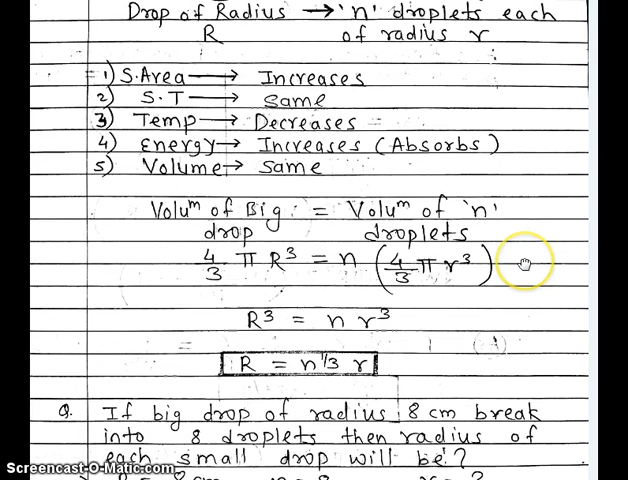 Drop of Radius → 'n' droplets each
R of radius r
1) S.Area → Increases
2) S.T → Same
3) Temp → Decreases
4) Energy → Increases (Absorbs)
5) Volume → Same
Volumᵐ of Big = Volumᵐ of 'n'
drop droplets
4/3 π R³ = n (4/3 π r³)
R³ = n r³
R = n^1/3 r
Q. If big drop of radius 8 cm break
into 8 droplets then radius of
each small drop will be?
Screencast-O-Matic.com